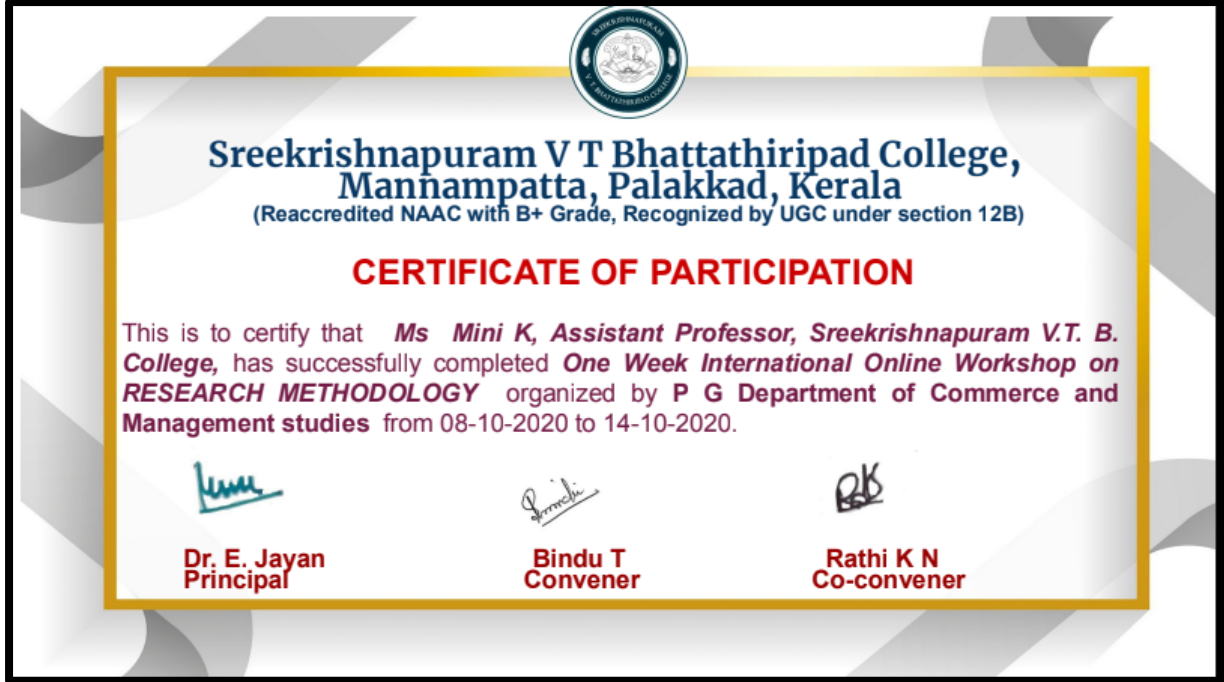 SREEKRISHNAPURAM
V T BHATTATHIRIPAD COLLEGE
Sreekrishnapuram V T Bhattathiripad College,
Mannampatta, Palakkad, Kerala
(Reaccredited NAAC with B+ Grade, Recognized by UGC under section 12B)
CERTIFICATE OF PARTICIPATION
This is to certify that Ms Mini K, Assistant Professor, Sreekrishnapuram V.T. B.
College, has successfully completed One Week International Online Workshop on
RESEARCH METHODOLOGY organized by P G Department of Commerce and
Management studies from 08-10-2020 to 14-10-2020.
Dr. E. Jayan Bindu T Rathi K N
Principal Convener Co-convener